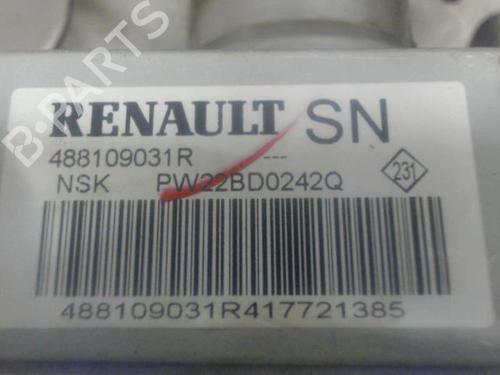 RENAULT SN
488109031R ---
NSK PW22BD0242Q
231
488109031R417721385
B-PARTS